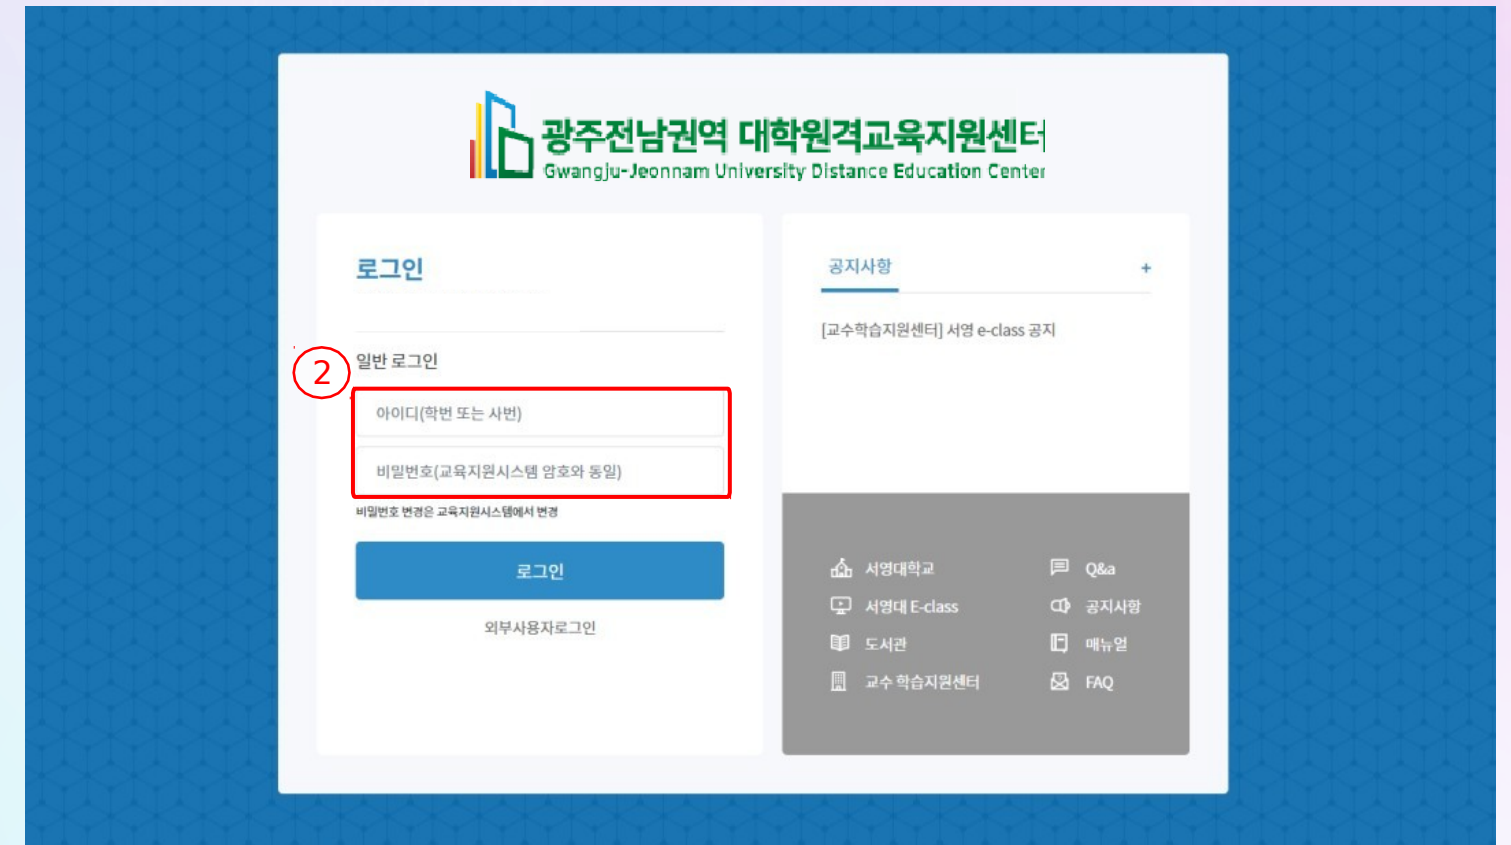 광주전남권역 대학원격교육지원센터
Gwangju-Jeonnam University Distance Education Center
로그인
2
일반 로그인
아이디(학번 또는 사번)
비밀번호(교육지원시스템 암호와 동일)
비밀번호 변경은 교육지원시스템에서 변경
로그인
외부사용자로그인
공지사항 +
[교수학습지원센터] 서영 e-class 공지
서영대학교
서영대 E-class
도서관
교수 학습지원센터
Q&a
공지사항
매뉴얼
FAQ